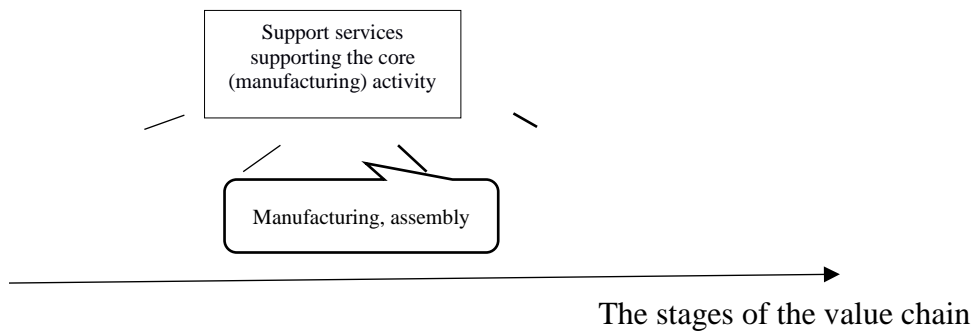 Support services
supporting the core
(manufacturing) activity
Manufacturing, assembly
The stages of the value chain